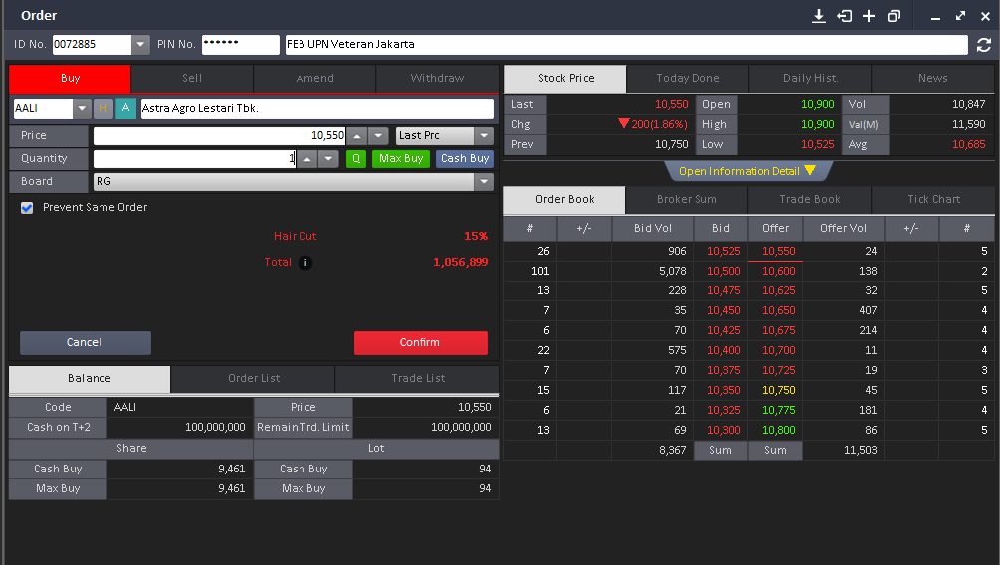 Order
ID No. 0072885 PIN No. ****** FEB UPN Veteran Jakarta
Buy Sell Amend Withdraw
AALI H A Astra Agro Lestari Tbk.
Price 10,550 Last Prc
Quantity 1 Q Max Buy Cash Buy
Board RG
Prevent Same Order
Hair Cut 15%
Total i 1,056,899
Cancel Confirm
Balance Order List Trade List
Code AALI Price 10,550
Cash on T+2 100,000,000 Remain Trd. Limit 100,000,000
Share Lot
Cash Buy 9,461 Cash Buy 94
Max Buy 9,461 Max Buy 94
Stock Price Today Done Daily Hist. News
Last 10,550 Open 10,900 Vol 10,847
Chg ▼200(1.86%) High 10,900 Val(M) 11,590
Prev 10,750 Low 10,525 Avg 10,685
Open Information Detail ▼
Order Book Broker Sum Trade Book Tick Chart
# +/- Bid Vol Bid Offer Offer Vol +/- #
26 906 10,525 10,550 24 5
101 5,078 10,500 10,600 138 2
13 228 10,475 10,625 32 5
7 35 10,450 10,650 407 4
6 70 10,425 10,675 214 4
22 575 10,400 10,700 11 4
7 70 10,375 10,725 19 3
15 117 10,350 10,750 45 5
6 21 10,325 10,775 181 4
13 69 10,300 10,800 86 5
8,367 Sum Sum 11,503